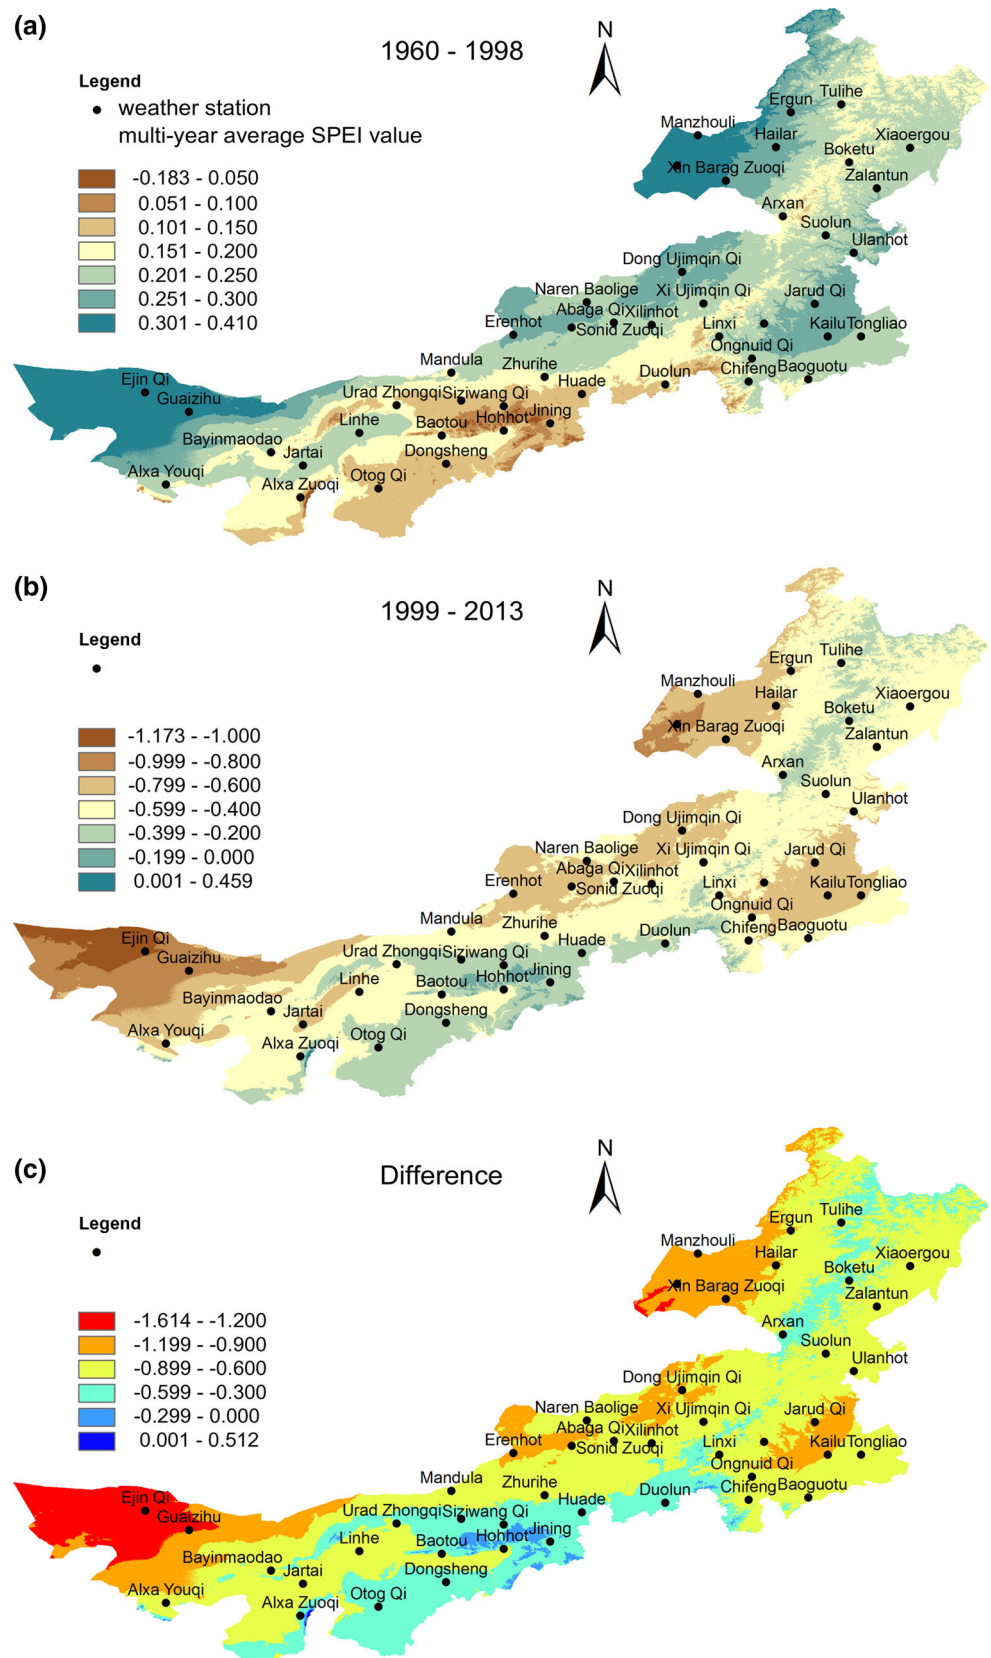 (a)
1960 - 1998
N
Legend
weather station
multi-year average SPEI value
-0.183 - 0.050
0.051 - 0.100
0.101 - 0.150
0.151 - 0.200
0.201 - 0.250
0.251 - 0.300
0.301 - 0.410
Tulihe
Ergun
Manzhouli
Hailar
Xiaoergou
Boketu
Xin Barag Zuoqi
Zalantun
Arxan
Suolun
Ulanhot
Dong Ujimqin Qi
Naren Baolige
Xi Ujimqin Qi
Jarud Qi
Abaga Qi
Xilinhot
Erenhot
Sonid Zuoqi
Linxi
Kailu
Tongliao
Ongnuid Qi
Mandula
Zhurihe
Duolun
Chifeng
Baoguotu
Ejin QI
Huade
Guaizihu
Urad Zhongqi
Siziwang Qi
Linhe
Baotou
Hohhot
Jining
Bayinmaodao
Jartai
Dongsheng
Alxa Youqi
Otog Qi
Alxa Zuoqi
(b)
1999 - 2013
N
Legend
-1.173 - -1.000
-0.999 - -0.800
-0.799 - -0.600
-0.599 - -0.400
-0.399 - -0.200
-0.199 - 0.000
0.001 - 0.459
Tulihe
Ergun
Manzhouli
Hailar
Xiaoergou
Boketu
Xin Barag Zuoqi
Zalantun
Arxan
Suolun
Ulanhot
Dong Ujimqin Qi
Naren Baolige
Xi Ujimqin Qi
Jarud Qi
Abaga Qi
Xilinhot
Erenhot
Sonid Zuoqi
Linxi
Kailu
Tongliao
Ongnuid Qi
Mandula
Zhurihe
Duolun
Chifeng
Baoguotu
Ejin Qi
Huade
Guaizihu
Urad Zhongqi
Siziwang Qi
Linhe
Baotou
Hohhot
Jining
Bayinmaodao
Jartai
Dongsheng
Alxa Youqi
Otog Qi
Alxa Zuoqi
(c)
Difference
N
Legend
-1.614 - -1.200
-1.199 - -0.900
-0.899 - -0.600
-0.599 - -0.300
-0.299 - 0.000
0.001 - 0.512
Tulihe
Ergun
Manzhouli
Hailar
Xiaoergou
Boketu
Xin Barag Zuoqi
Zalantun
Arxan
Suolun
Ulanhot
Dong Ujimqin Qi
Naren Baolige
Xi Ujimqin Qi
Jarud Qi
Abaga Qi
Xilinhot
Erenhot
Sonid Zuoqi
Linxi
Kailu
Tongliao
Ongnuid Qi
Mandula
Zhurihe
Duolun
Chifeng
Baoguotu
Ejin QI
Huade
Guaizihu
Urad Zhongqi
Siziwang Qi
Linhe
Baotou
Hohhot
Jining
Bayinmaodao
Jartai
Dongsheng
Alxa Youqi
Otog Qi
Alxa Zuoqi